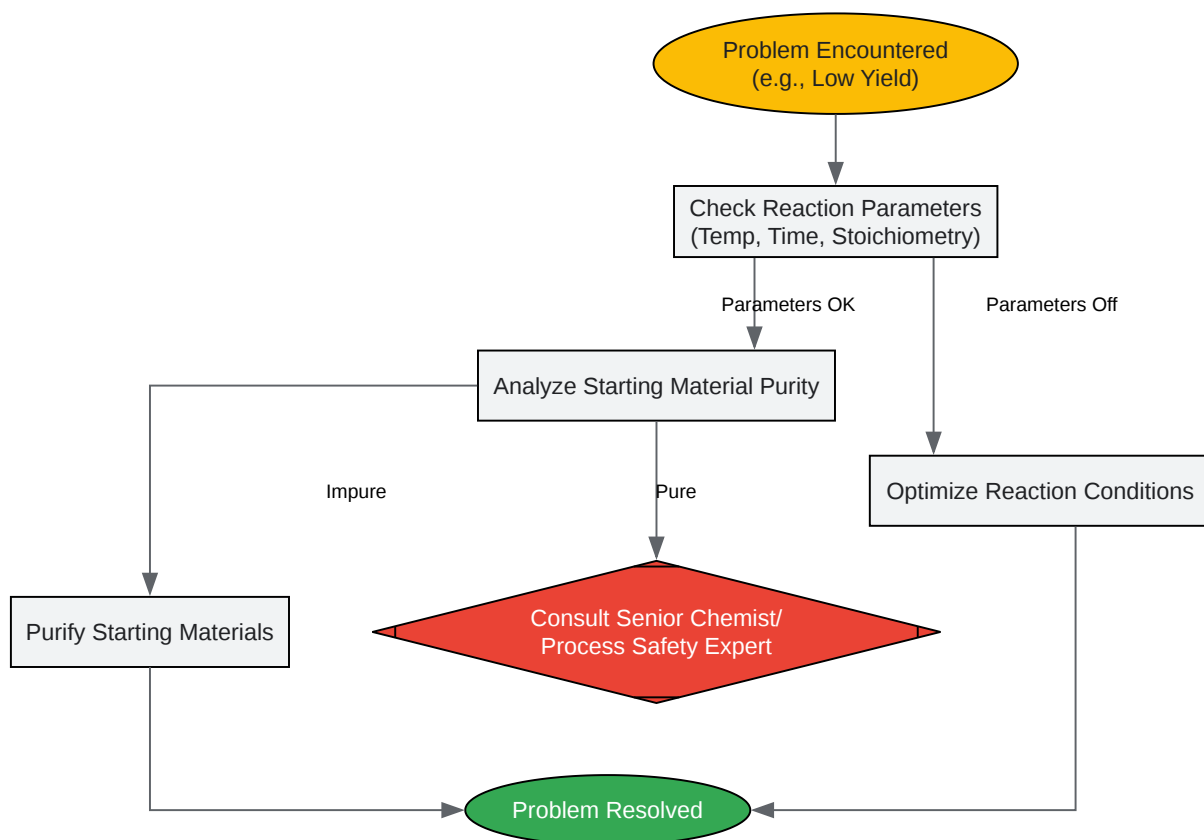 Problem Encountered
(e.g., Low Yield)
Check Reaction Parameters
(Temp, Time, Stoichiometry)
Parameters OK
Parameters Off
Analyze Starting Material Purity
Impure
Pure
Optimize Reaction Conditions
Purify Starting Materials
Consult Senior Chemist/
Process Safety Expert
Problem Resolved